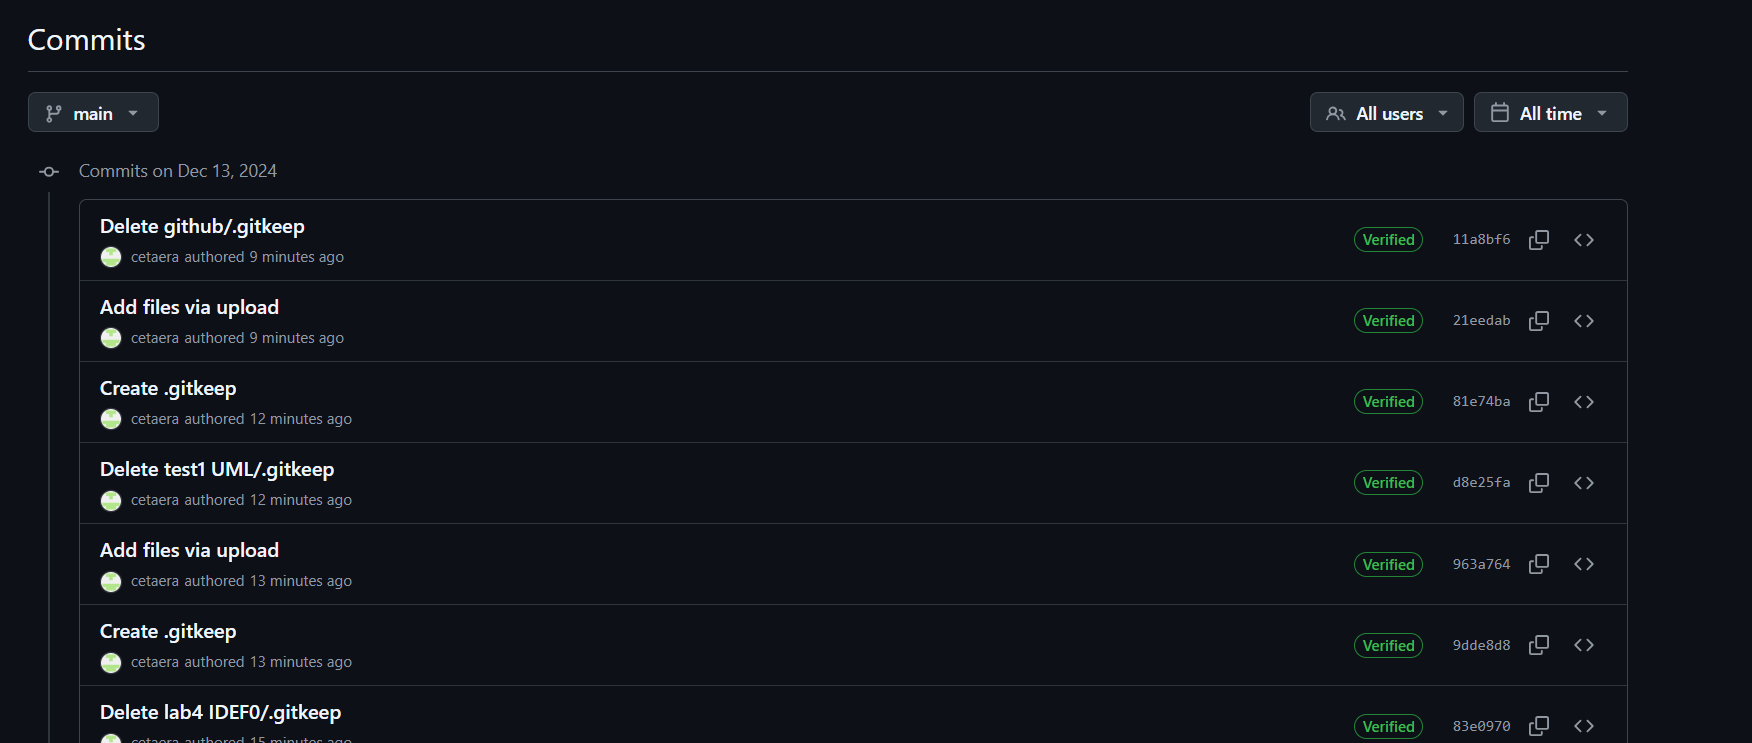 Commits
main
All users
All time
Commits on Dec 13, 2024
Delete github/.gitkeep
cetaera authored 9 minutes ago
Verified
11a8bf6
Add files via upload
cetaera authored 9 minutes ago
Verified
21eedab
Create .gitkeep
cetaera authored 12 minutes ago
Verified
81e74ba
Delete test1 UML/.gitkeep
cetaera authored 12 minutes ago
Verified
d8e25fa
Add files via upload
cetaera authored 13 minutes ago
Verified
963a764
Create .gitkeep
cetaera authored 13 minutes ago
Verified
9dde8d8
Delete lab4 IDEF0/.gitkeep
cetaera authored 15 minutes ago
Verified
83e0970